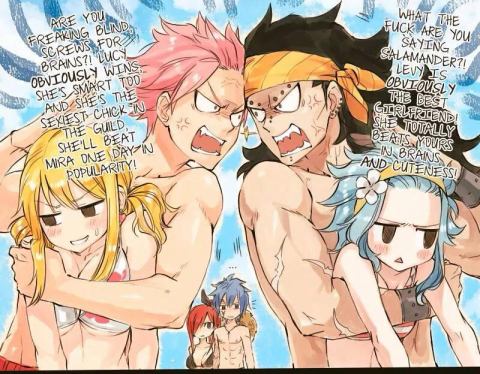 ARE YOU
FREAKING BLIND,
SCREWS FOR
BRAINS?! LUCY
OBVIOUSLY WINS.
SHE'S SMART TOO
AND SHE'S THE
SEXIEST CHICK IN
THE GUILD.
SHE'LL BEAT
MIRA ONE DAY IN
POPULARITY!
WHAT THE
FUCK ARE YOU
SAYING
SALAMANDER?!
LEVY IS
OBVIOUSLY
THE BEST
GIRLFRIEND!
SHE TOTALLY
BEATS YOURS
IN BRAINS
AND CUTENESS!